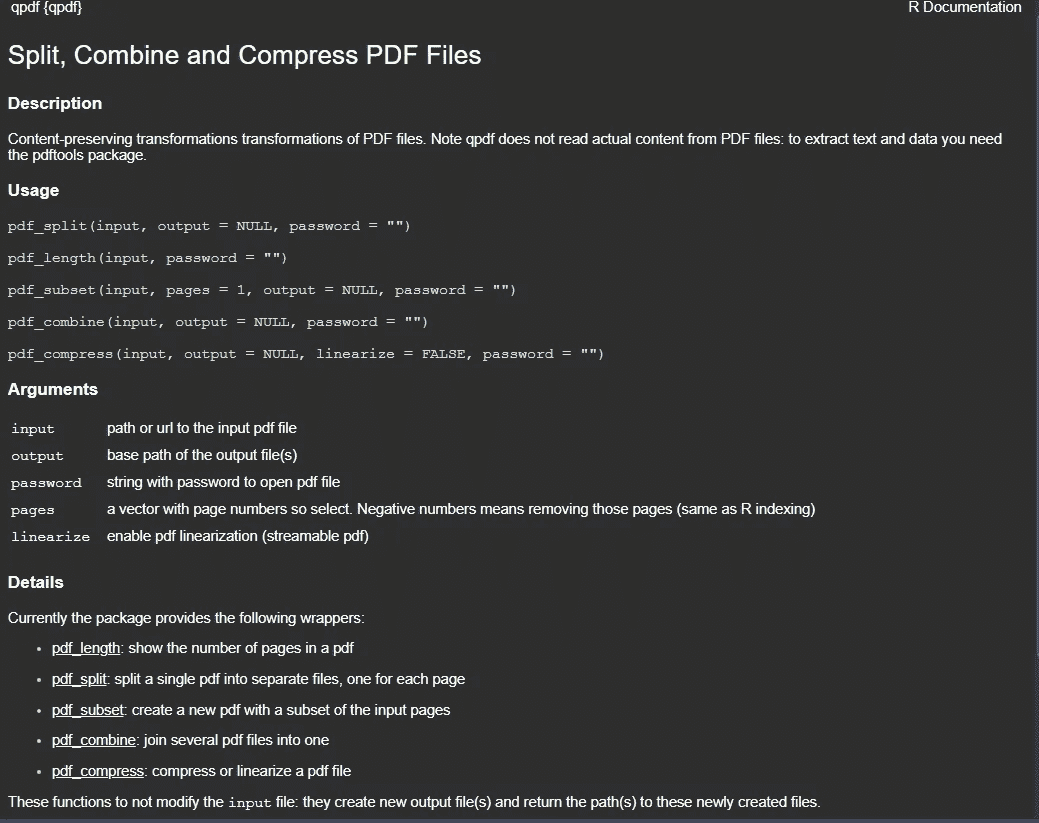 qpdf {qpdf} R Documentation
Split, Combine and Compress PDF Files
Description
Content-preserving transformations transformations of PDF files. Note qpdf does not read actual content from PDF files: to extract text and data you need
the pdftools package.
Usage
pdf_split(input, output = NULL, password = "")
pdf_length(input, password = "")
pdf_subset(input, pages = 1, output = NULL, password = "")
pdf_combine(input, output = NULL, password = "")
pdf_compress(input, output = NULL, linearize = FALSE, password = "")
Arguments
input path or url to the input pdf file
output base path of the output file(s)
password string with password to open pdf file
pages a vector with page numbers so select. Negative numbers means removing those pages (same as R indexing)
linearize enable pdf linearization (streamable pdf)
Details
Currently the package provides the following wrappers:
• pdf_length: show the number of pages in a pdf
• pdf_split: split a single pdf into separate files, one for each page
• pdf_subset: create a new pdf with a subset of the input pages
• pdf_combine: join several pdf files into one
• pdf_compress: compress or linearize a pdf file
These functions to not modify the input file: they create new output file(s) and return the path(s) to these newly created files.